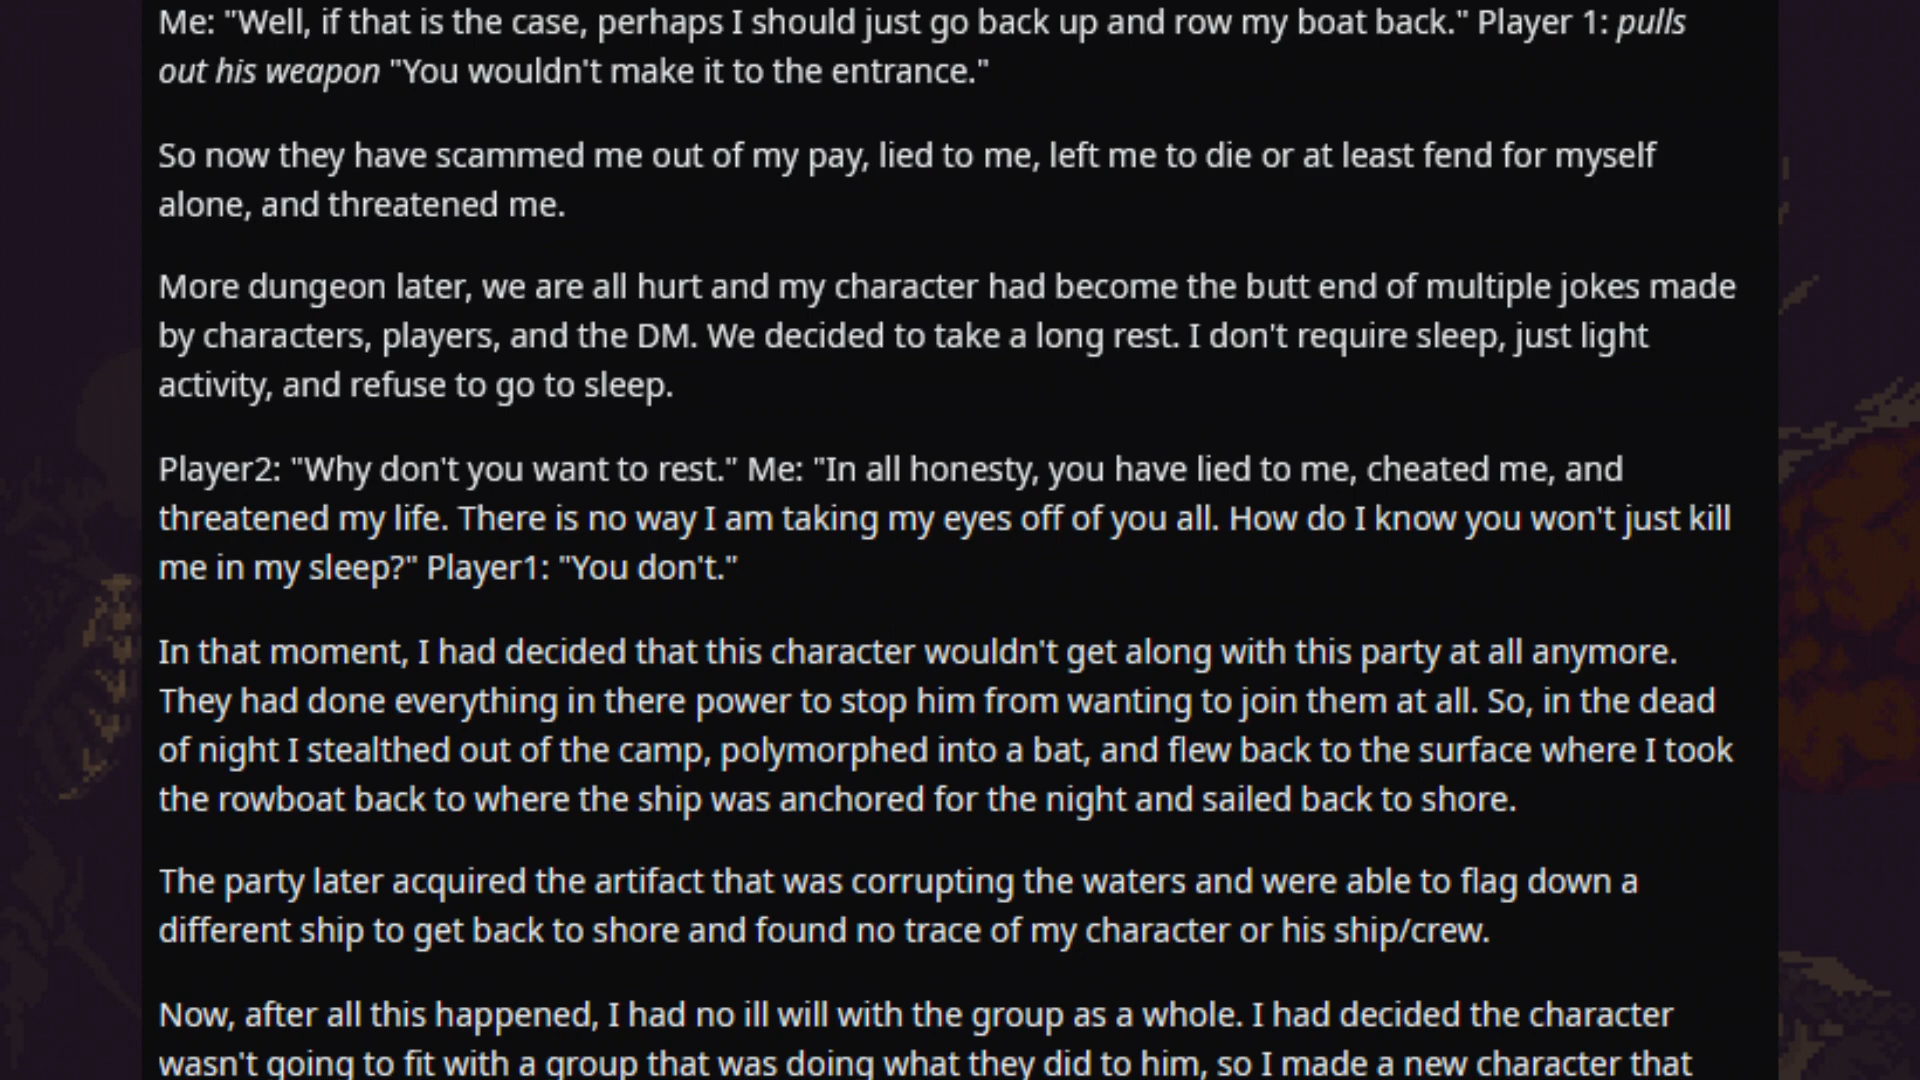 Me: "Well, if that is the case, perhaps I should just go back up and row my boat back." Player 1: pulls
out his weapon "You wouldn't make it to the entrance."
So now they have scammed me out of my pay, lied to me, left me to die or at least fend for myself
alone, and threatened me.
More dungeon later, we are all hurt and my character had become the butt end of multiple jokes made
by characters, players, and the DM. We decided to take a long rest. I don't require sleep, just light
activity, and refuse to go to sleep.
Player2: "Why don't you want to rest." Me: "In all honesty, you have lied to me, cheated me, and
threatened my life. There is no way I am taking my eyes off of you all. How do I know you won't just kill
me in my sleep?" Player1: "You don't."
In that moment, I had decided that this character wouldn't get along with this party at all anymore.
They had done everything in there power to stop him from wanting to join them at all. So, in the dead
of night I stealthed out of the camp, polymorphed into a bat, and flew back to the surface where I took
the rowboat back to where the ship was anchored for the night and sailed back to shore.
The party later acquired the artifact that was corrupting the waters and were able to flag down a
different ship to get back to shore and found no trace of my character or his ship/crew.
Now, after all this happened, I had no ill will with the group as a whole. I had decided the character
wasn't going to fit with a group that was doing what they did to him, so I made a new character that